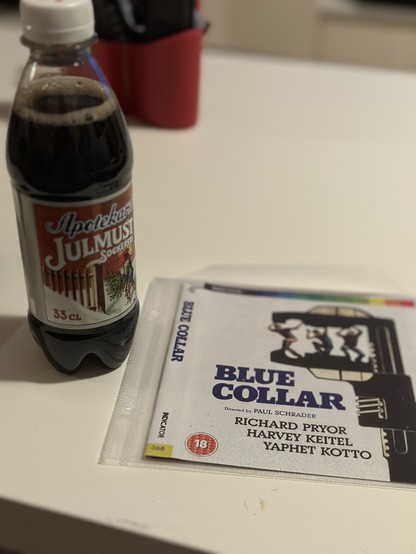 Apotekarn
JULMUST
SOCKERFRI
33 CL
BLUE COLLAR
INDICATOR
068
BLUE
COLLAR
Directed by PAUL SCHRADER
RICHARD PRYOR
HARVEY KEITEL
YAPHET KOTTO
18